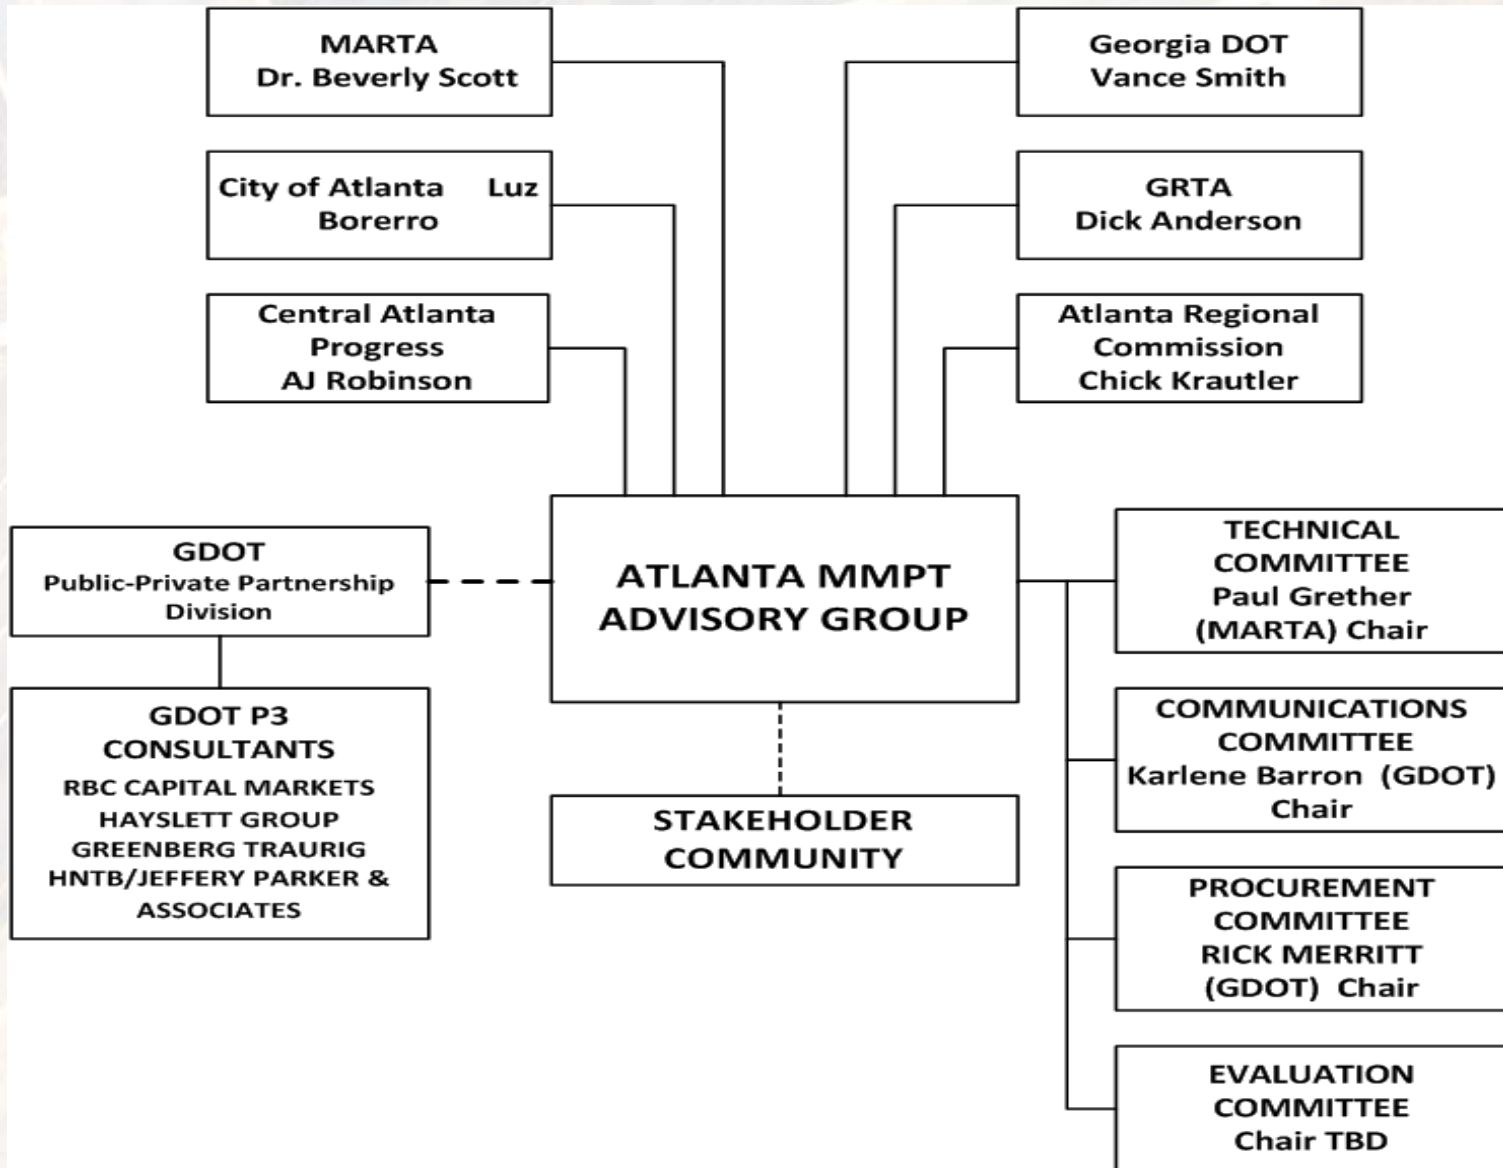 MARTA
Dr. Beverly Scott
Georgia DOT
Vance Smith
City of Atlanta Luz
Borerro
GRTA
Dick Anderson
Central Atlanta
Progress
AJ Robinson
Atlanta Regional
Commission
Chick Krautler
GDOT
Public-Private Partnership
Division
ATLANTA MMPT
ADVISORY GROUP
TECHNICAL
COMMITTEE
Paul Grether
(MARTA) Chair
GDOT P3
CONSULTANTS
RBC CAPITAL MARKETS
HAYSLETT GROUP
GREENBERG TRAURIG
HNTB/JEFFERY PARKER &
ASSOCIATES
STAKEHOLDER
COMMUNITY
COMMUNICATIONS
COMMITTEE
Karlene Barron (GDOT)
Chair
PROCUREMENT
COMMITTEE
RICK MERRITT
(GDOT) Chair
EVALUATION
COMMITTEE
Chair TBD